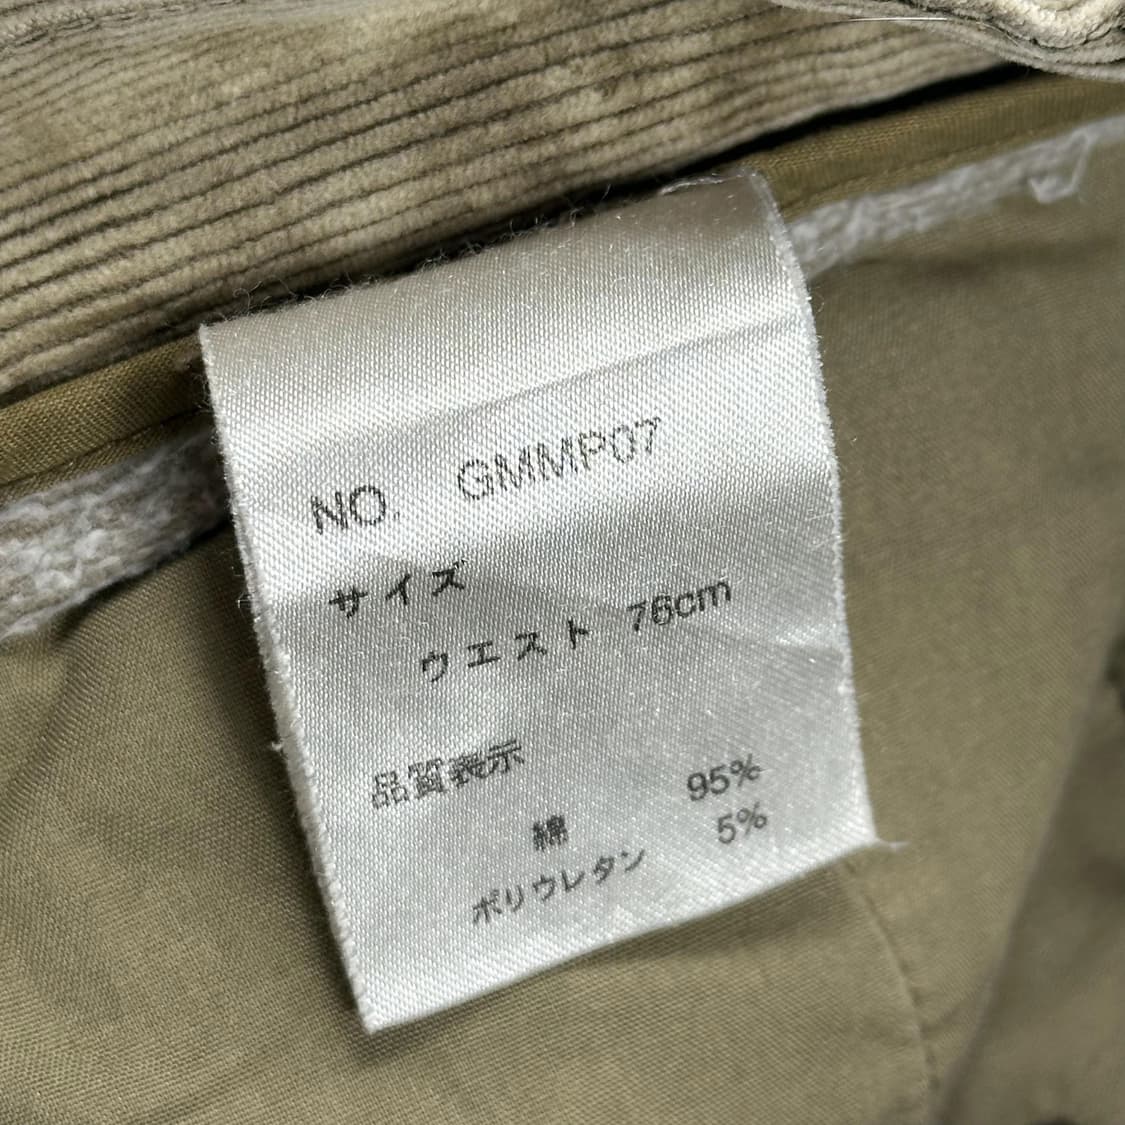 NO. GMMP07
サイズ
ウエスト 76cm
品質表示
綿 95%
ポリウレタン 5%